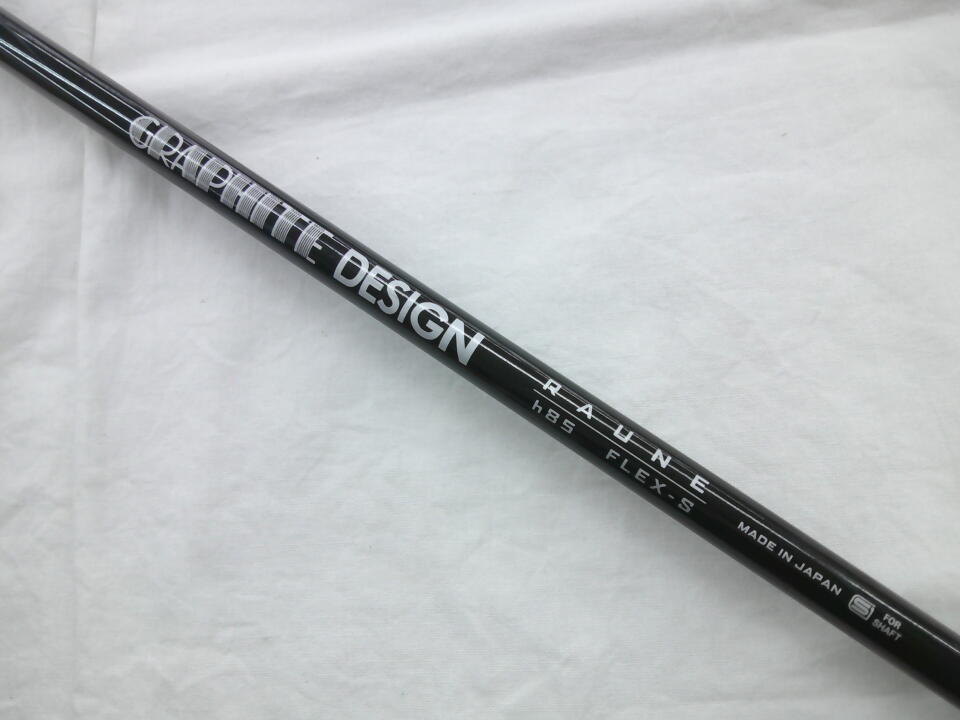 GRAPHITE DESIGN
RAUNE
h85 FLEX-S
MADE IN JAPAN
S FOR SHAFT